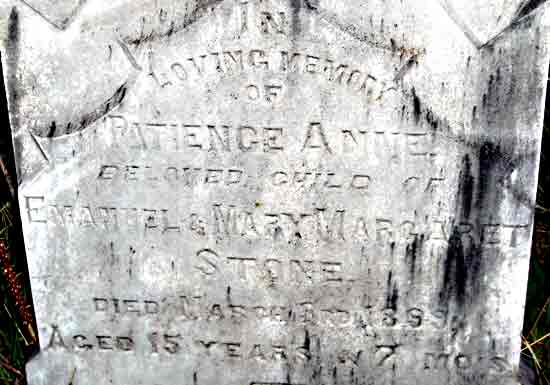 IN
LOVING MEMORY
OF
PATIENCE ANNIE
BELOVED CHILD OF
EMANUEL & MARY MARGARET
STONE
DIED MARCH 3RD
AGED 15 YEARS 7 MOS